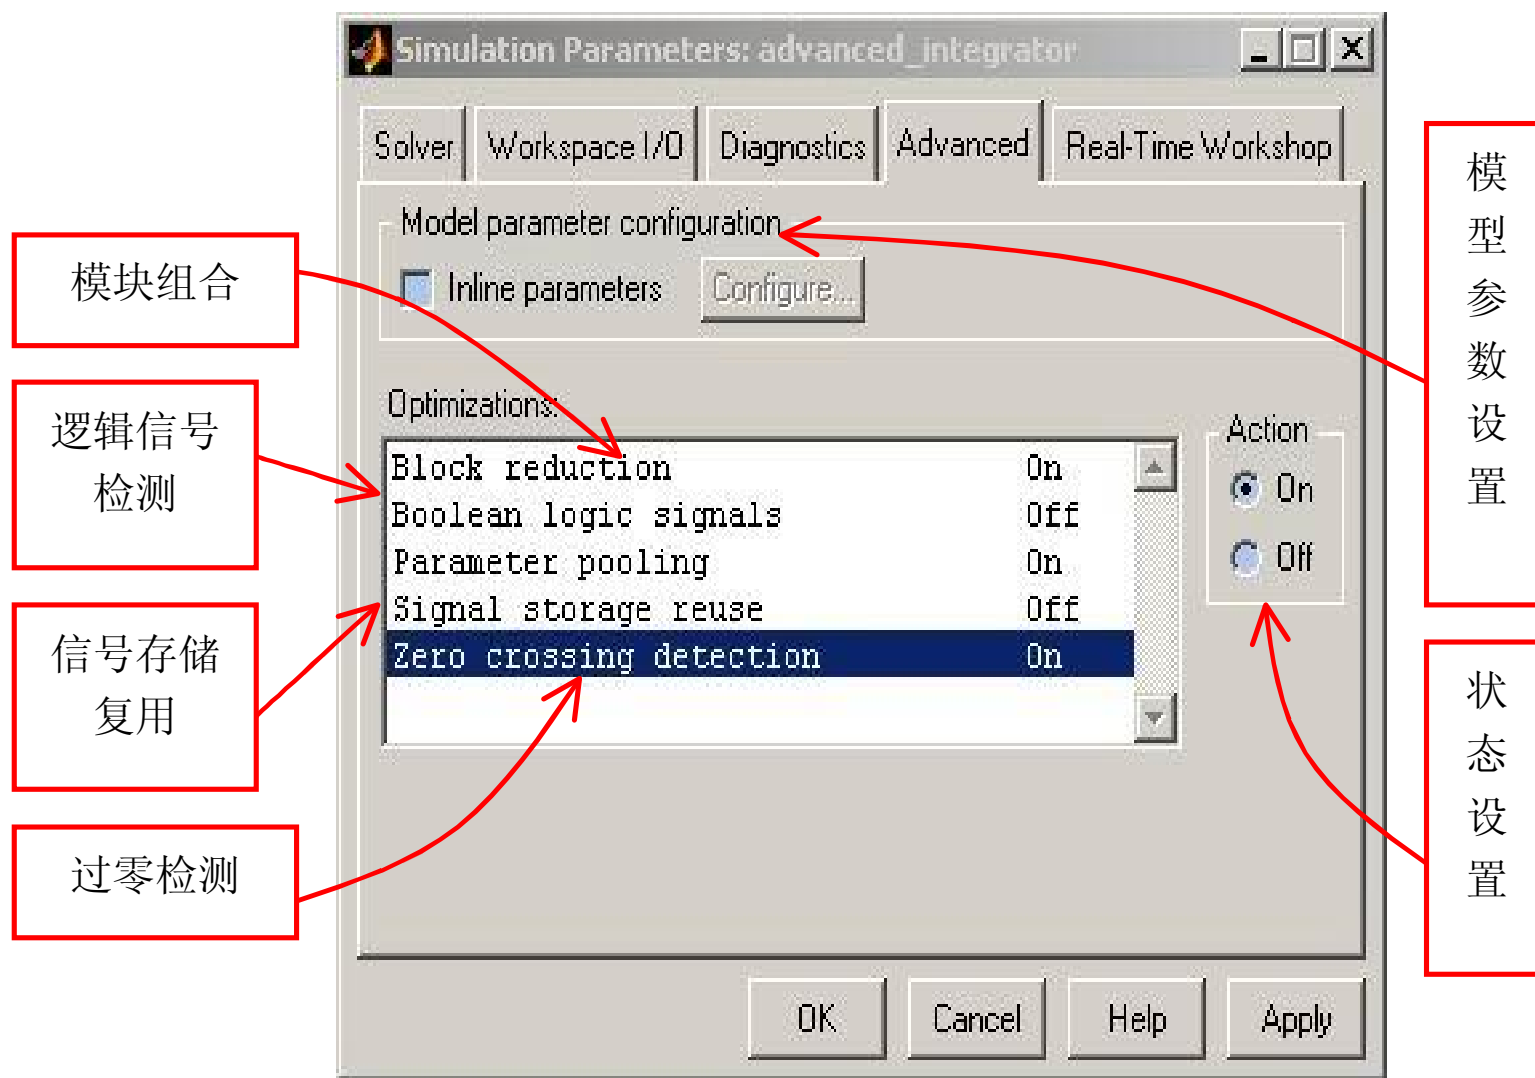 Simulation Parameters: advanced_integrator
Solver
Workspace I/O
Diagnostics
Advanced
Real-Time Workshop
Model parameter configuration
Inline parameters
Configure...
Optimizations:
Block reduction On
Boolean logic signals Off
Parameter pooling On
Signal storage reuse Off
Zero crossing detection On
Action
On
Off
OK
Cancel
Help
Apply
模块组合
逻辑信号
检测
信号存储
复用
过零检测
模
型
参
数
设
置
状
态
设
置